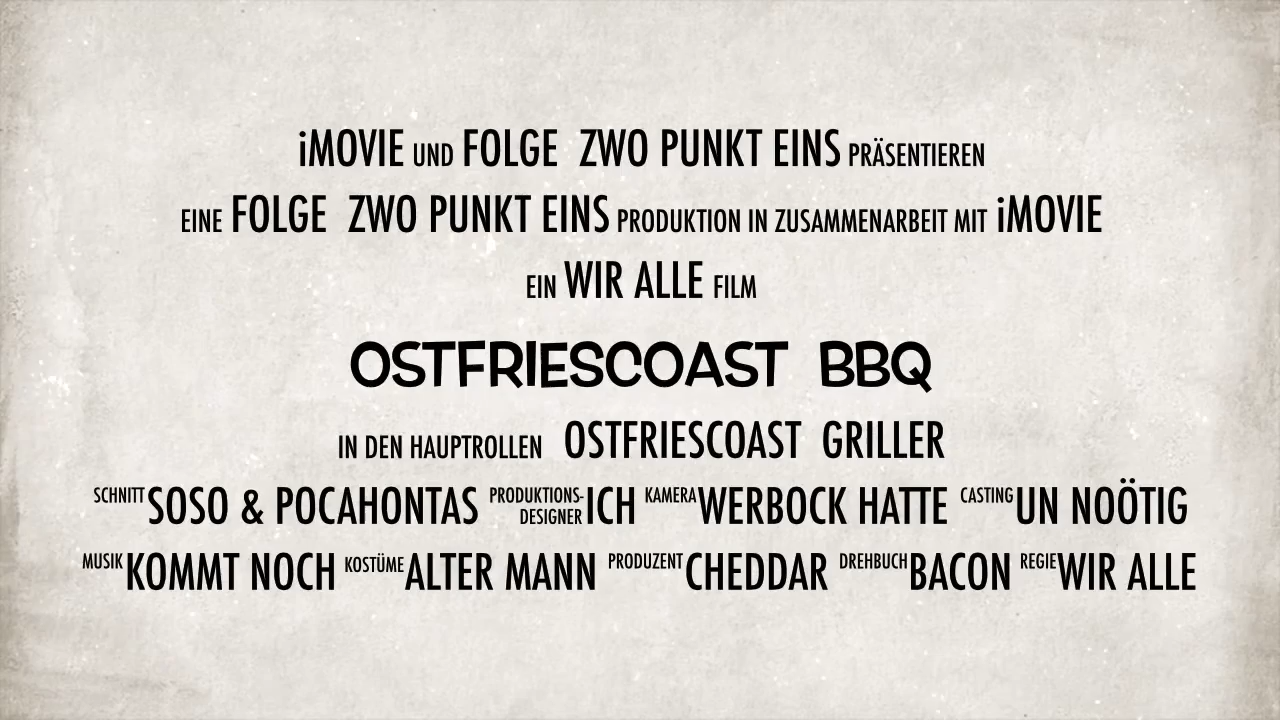 iMOVIE UND FOLGE ZWO PUNKT EINS PRÄSENTIEREN
EINE FOLGE ZWO PUNKT EINS PRODUKTION IN ZUSAMMENARBEIT MIT iMOVIE
EIN WIR ALLE FILM
OSTFRIESCOAST BBQ
IN DEN HAUPTROLLEN OSTFRIESCOAST GRILLER
SCHNITT SOSO & POCAHONTAS PRODUKTIONS-DESIGNER ICH KAMERA WERBOCK HATTE CASTING UN NOÖTIG
MUSIK KOMMT NOCH KOSTÜME ALTER MANN PRODUZENT CHEDDAR DREHBUCH BACON REGIE WIR ALLE